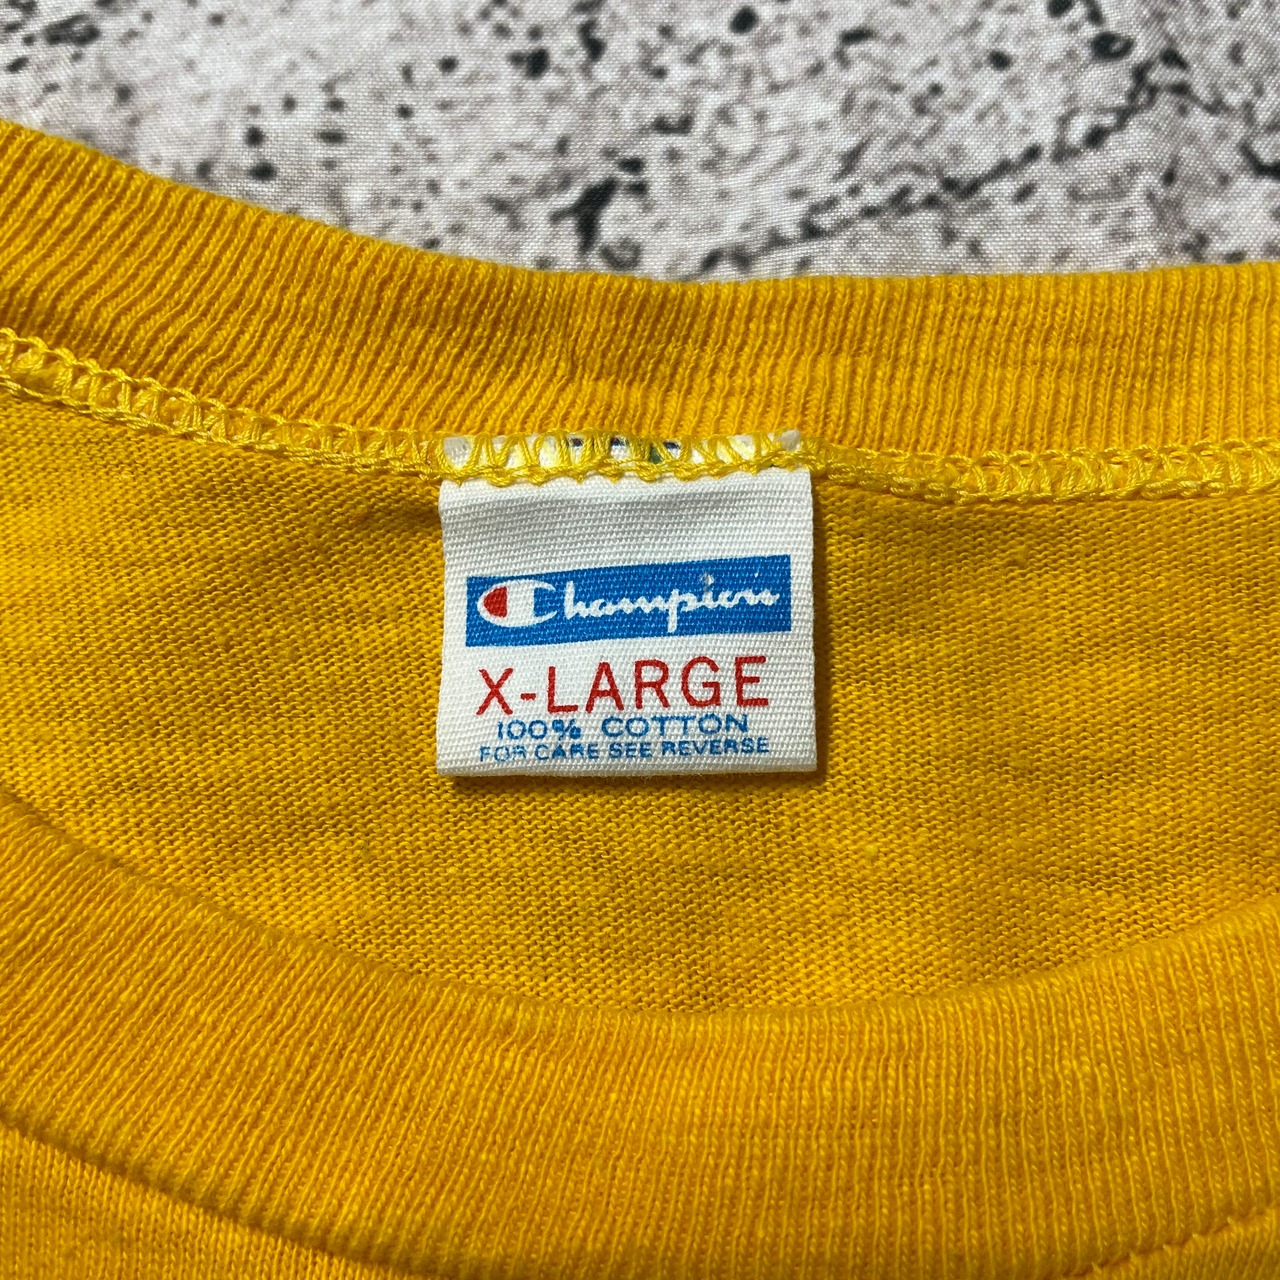 Champion
X-LARGE
100% COTTON
FOR CARE SEE REVERSE